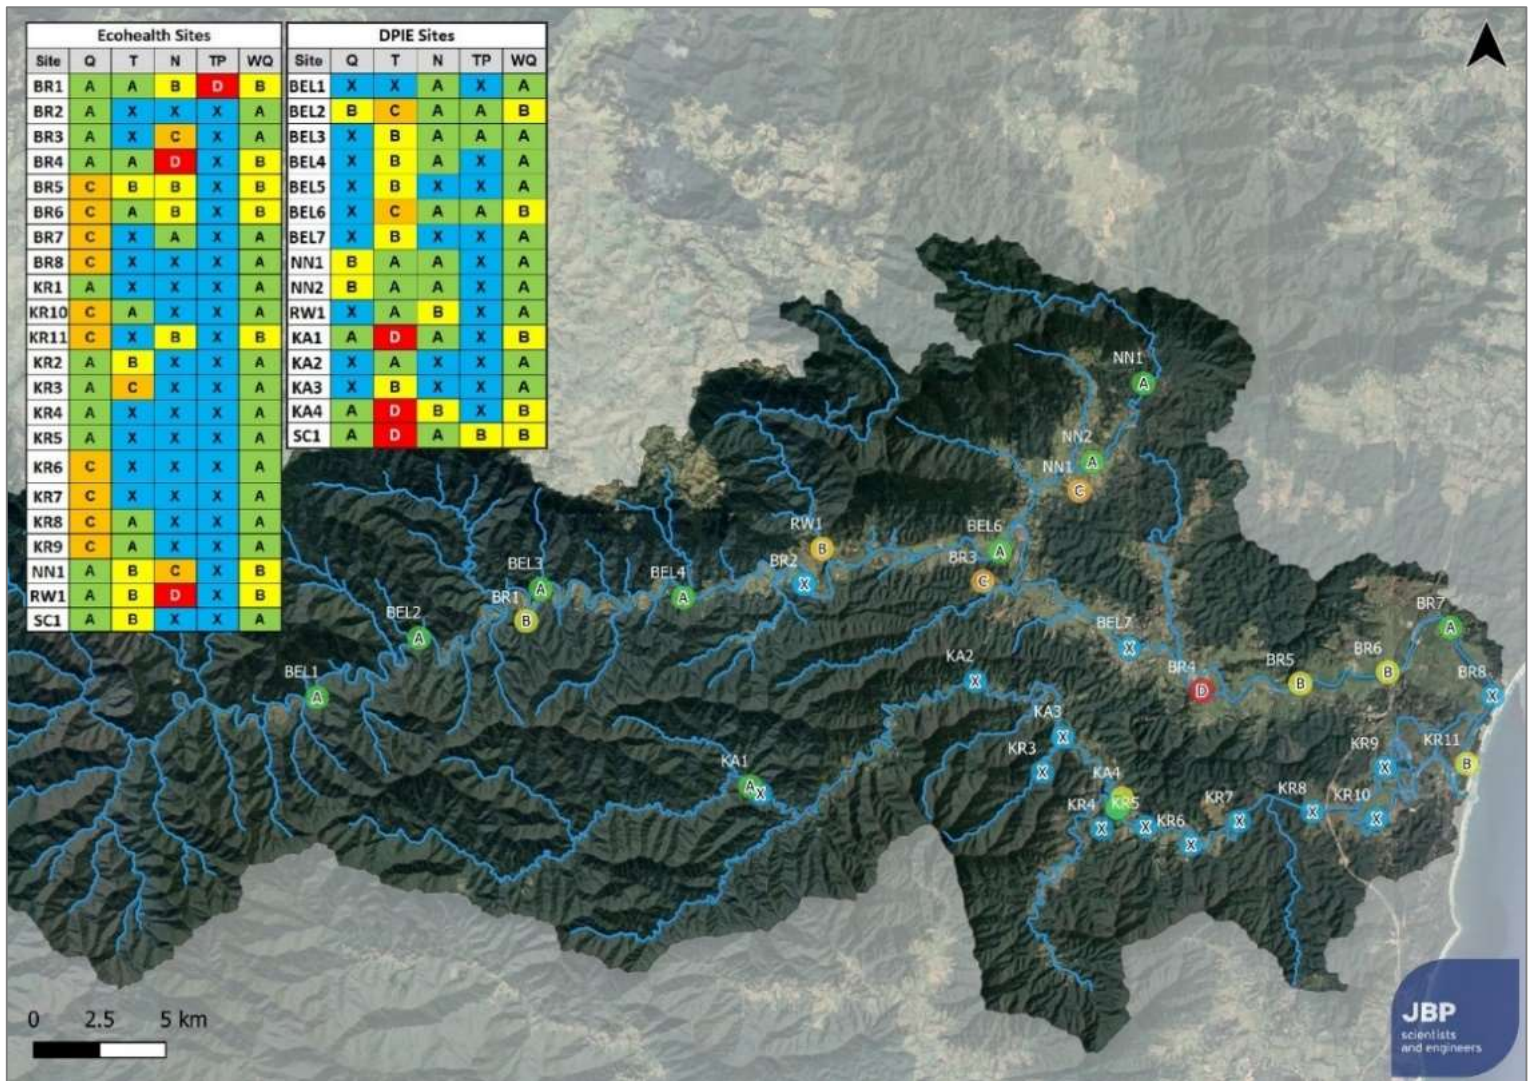 Ecohealth Sites
Site Q T N TP WQ
BR1 A A B D B
BR2 A X X X A
BR3 A X C X A
BR4 A A D X B
BR5 C B B X B
BR6 C A B X B
BR7 C X A X A
BR8 C X X X A
KR1 A X X X A
KR10 C A X X A
KR11 C X B X B
KR2 A B X X A
KR3 A C X X A
KR4 A X X X A
KR5 A X X X A
KR6 C X X X A
KR7 C X X X A
KR8 C A X X A
KR9 C A X X A
NN1 A B C X B
RW1 A B D X B
SC1 A B X X A
DPIE Sites
Site Q T N TP WQ
BEL1 X X A X A
BEL2 B C A A B
BEL3 X B A A A
BEL4 X B A X A
BEL5 X B X X A
BEL6 X C A A B
BEL7 X B X X A
NN1 B A A X A
NN2 B A A X A
RW1 X A B X A
KA1 A D A X B
KA2 X A X X A
KA3 X B X X A
KA4 A D B X B
SC1 A D A B B
NN1
A
NN2
A
NN1
C
RW1
B
BEL6
A
BR2
X
BR3
C
BEL3
A
BEL4
A
BR1
B
BEL2
A
BEL1
A
BEL7
X
BR7
A
BR4
D
BR5
B
BR6
B
BR8
X
KA2
X
KA3
X
KR3
X
KA1
A X
KA4
KR5
KR4
X
X
KR6
X
KR7
X
KR8
X
KR9
X
KR10
X
KR11
B
0 2.5 5 km
JBP
scientists
and engineers